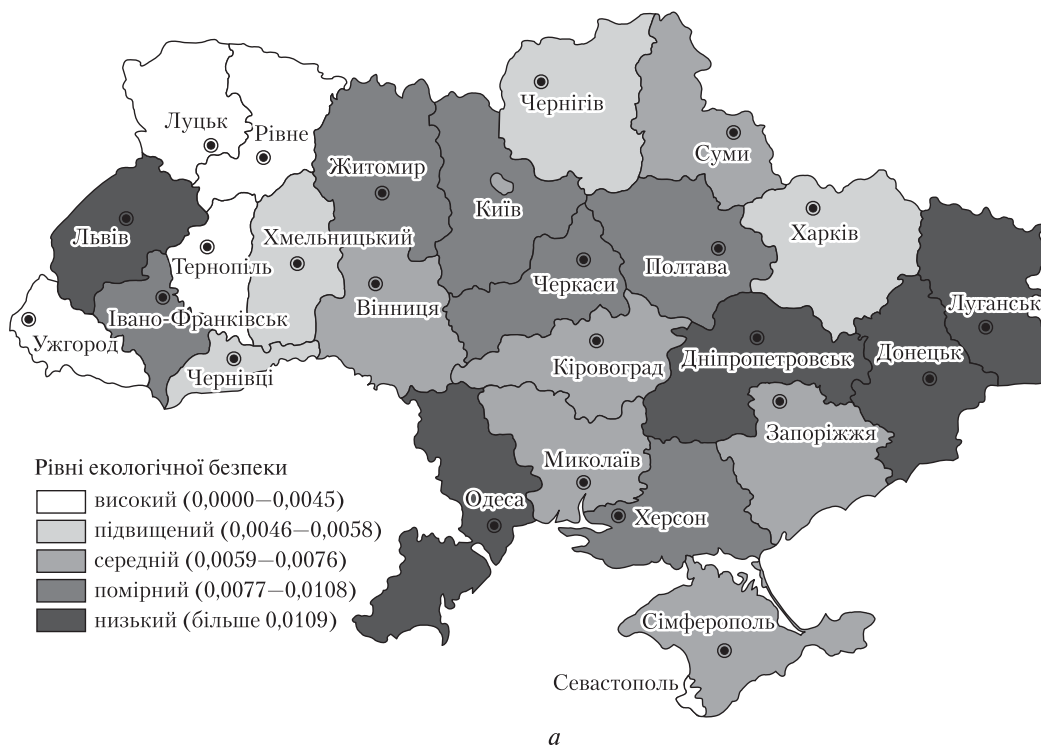 Чернігів
Луцьк
Рівне
Суми
Житомир
Київ
Львів
Хмельницький
Харків
Тернопіль
Черкаси
Полтава
Вінниця
Луганськ
Івано-Франківськ
Ужгород
Чернівці
Кіровоград
Дніпропетровськ
Донецьк
Запоріжжя
Миколаїв
Одеса
Херсон
Рівні екологічної безпеки
високий (0,0000—0,0045)
підвищений (0,0046—0,0058)
середній (0,0059—0,0076)
помірний (0,0077—0,0108)
низький (більше 0,0109)
Сімферополь
Севастополь
а